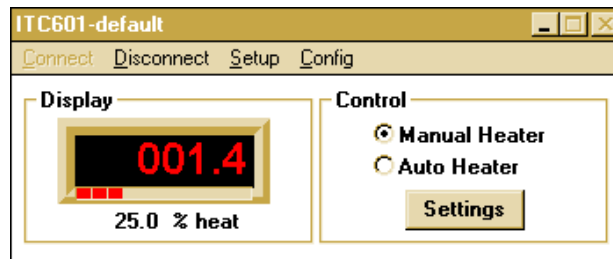 ITC601-default
Connect Disconnect Setup Config
Display
001.4
25.0 % heat
Control
Manual Heater
Auto Heater
Settings